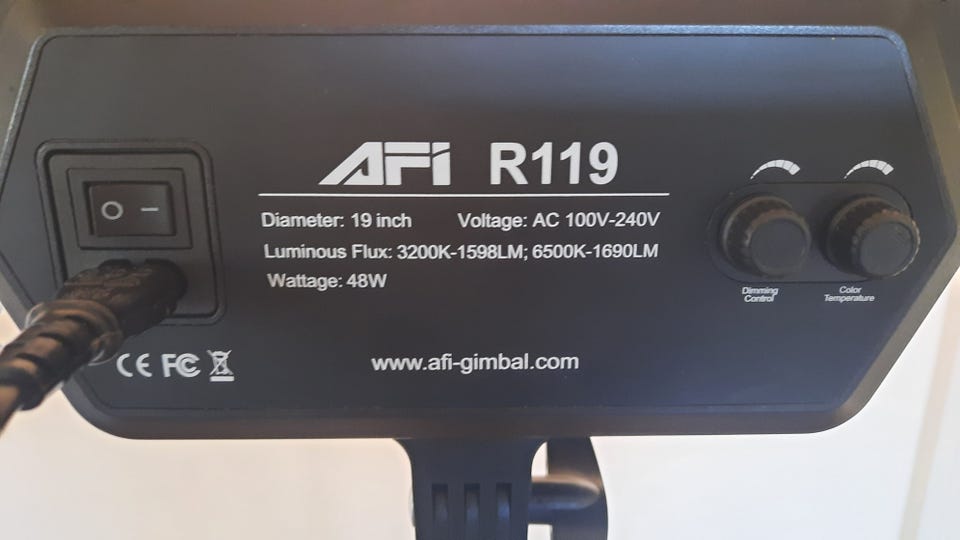 AFI R119
Diameter: 19 inch Voltage: AC 100V-240V
Luminous Flux: 3200K-1598LM; 6500K-1690LM
Wattage: 48W
Dimming Control
Color Temperature
CE FC
www.afi-gimbal.com